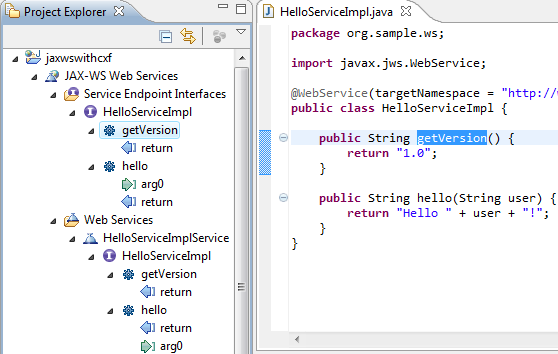 Project Explorer
jaxwswithcxf
JAX-WS Web Services
Service Endpoint Interfaces
HelloServiceImpl
getVersion
return
hello
arg0
return
Web Services
HelloServiceImplService
HelloServiceImpl
getVersion
return
hello
return
arg0
HelloServiceImpl.java
package org.sample.ws;
import javax.jws.WebService;
@WebService(targetNamespace = "http://
public class HelloServiceImpl {
public String getVersion() {
return "1.0";
}
public String hello(String user) {
return "Hello " + user + "!";
}
}